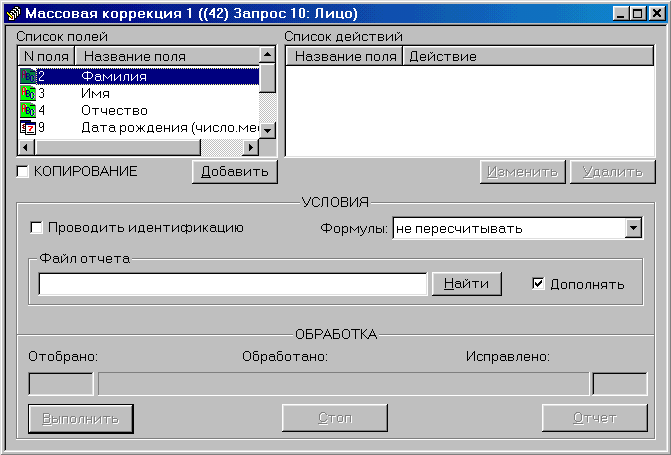 Массовая коррекция 1 ((42) Запрос 10: Лицо)
Список полей Список действий
N поля Название поля Название поля Действие
2 Фамилия
3 Имя
4 Отчество
9 Дата рождения (число.мес
КОПИРОВАНИЕ Добавить Изменить Удалить
УСЛОВИЯ
Проводить идентификацию Формулы: не пересчитывать
Файл отчета
Найти Дополнять
ОБРАБОТКА
Отобрано: Обработано: Исправлено:
Выполнить Стоп Отчет